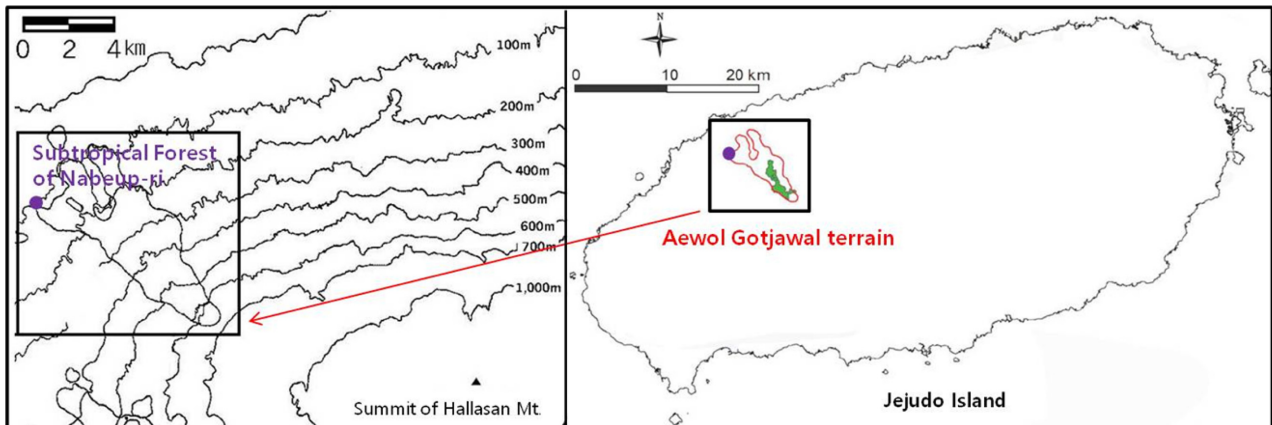 0 2 4 km
100m
200m
300m
400m
500m
600m
700m
1,000m
Subtropical Forest
of Nabeup-ri
Summit of Hallasan Mt.
N
0 10 20 km
Aewol Gotjawal terrain
Jejudo Island